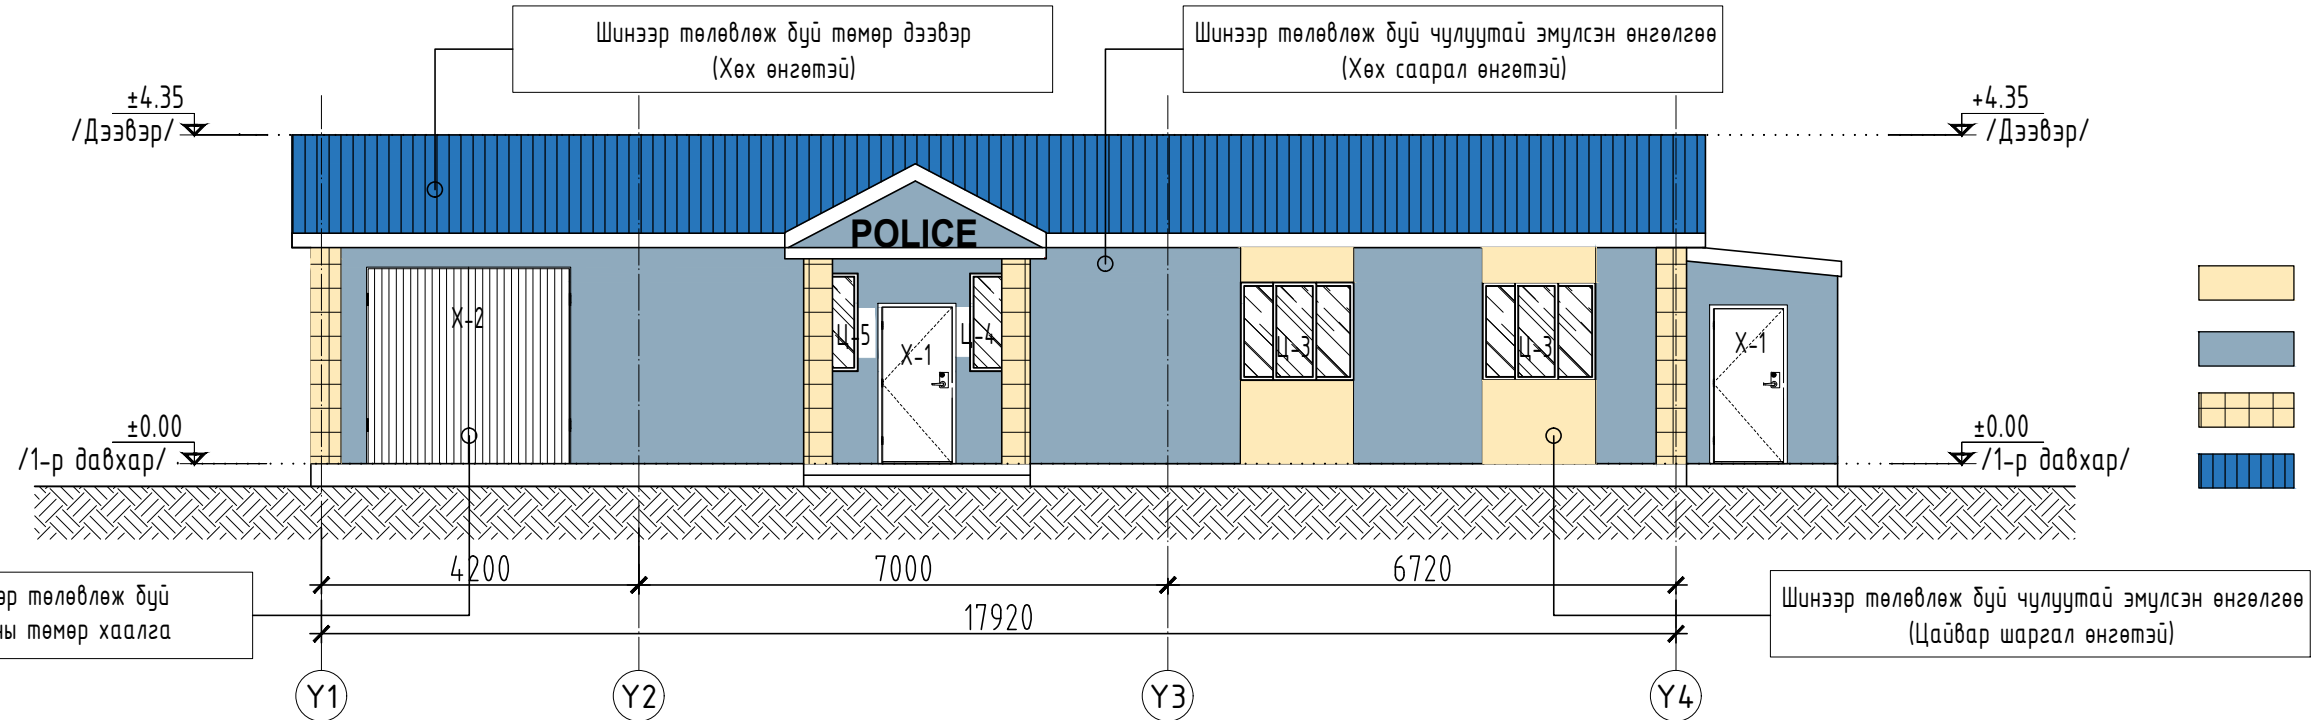 Шинээр төлөвлөж буй төмөр дээвэр
(Хөх өнгөтэй)
Шинээр төлөвлөж буй чулуутай эмулсэн өнгөлгөө
(Хөх саарал өнгөтэй)
±4.35
/Дээвэр/
+4.35
/Дээвэр/
POLICE
Х-2
Ц-5
Х-1
Ц-4
Ц-3
Ц-3
Х-1
±0.00
/1-р давхар/
±0.00
/1-р давхар/
4200
7000
6720
17920
төлөвлөж буй
төмөр хаалга
Шинээр төлөвлөж буй чулуутай эмулсэн өнгөлгөө
(Цайвар шаргал өнгөтэй)
Y1
Y2
Y3
Y4